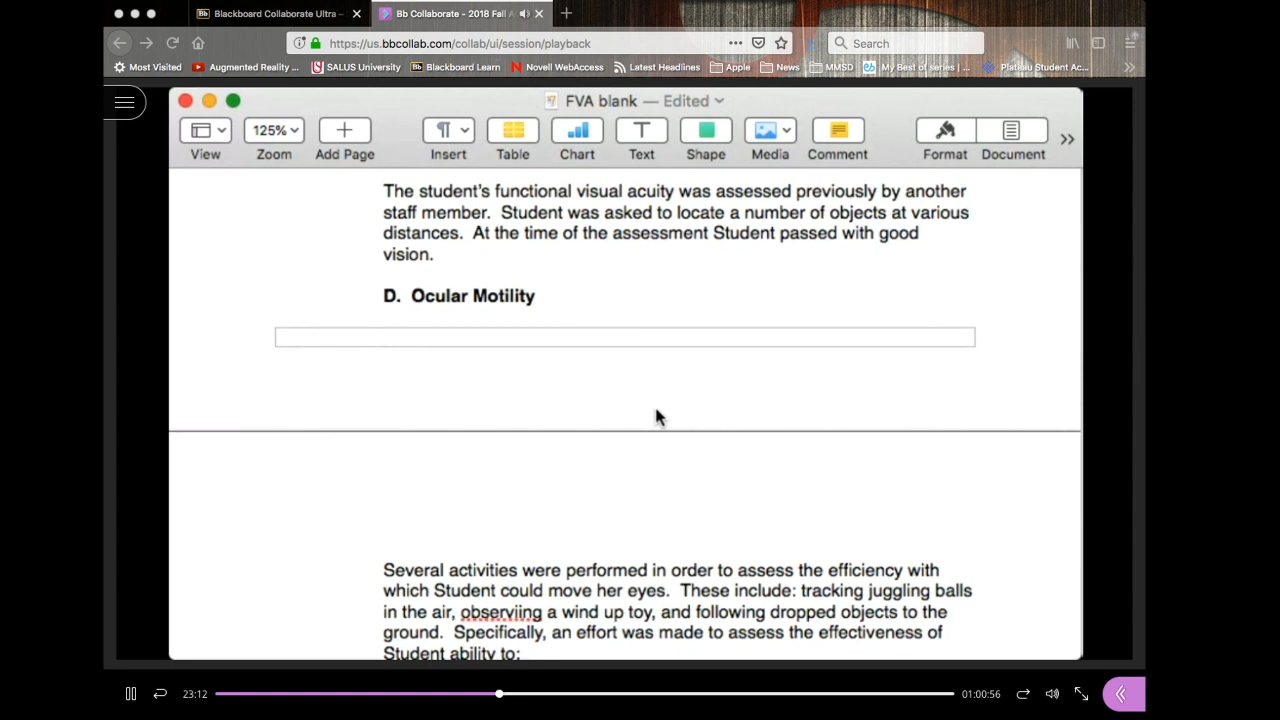 Blackboard Collaborate Ultra –
Bb Collaborate - 2018 Fall A
https://us.bbcollab.com/collab/ui/session/playback
Search
Most Visited
Augmented Reality ...
SALUS University
Blackboard Learn
Novell WebAccess
Latest Headlines
Apple
News
MMSD
My Best of series | ...
Plateau Student Ac...
FVA blank — Edited
125%
View
Zoom
Add Page
Insert
Table
Chart
Text
Shape
Media
Comment
Format
Document
The student's functional visual acuity was assessed previously by another
staff member. Student was asked to locate a number of objects at various
distances. At the time of the assessment Student passed with good
vision.
D. Ocular Motility
Several activities were performed in order to assess the efficiency with
which Student could move her eyes. These include: tracking juggling balls
in the air, observiing a wind up toy, and following dropped objects to the
ground. Specifically, an effort was made to assess the effectiveness of
Student ability to:
23:12
01:00:56